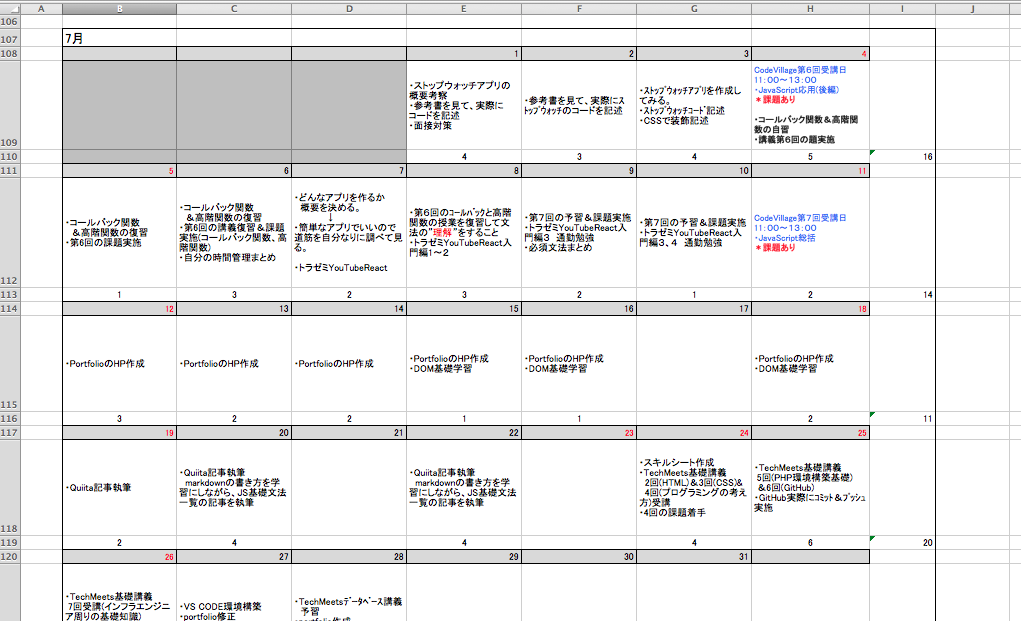 A B C D E F G H I J
106
107 7月
108 1 2 3 4
109
・ストップウォッチアプリの
概要考察
・参考書を見て、実際に
コードを記述
・面接対策
・参考書を見て、実際にｽ
ﾄｯﾌﾟｳｫｯﾁのコードを記述
・ｽﾄｯﾌﾟｳｫｯﾁアプリを作成し
てみる。
・ｽﾄｯﾌﾟｳｫｯﾁｺｰﾄﾞ記述
・CSSで装飾記述
CodeVillage第6回受講日
11:00～13:00
・JavaScript応用(後編)
＊課題あり
・コールバック関数＆高階関
数の自習
・講義第6回の題実施
110 4 3 4 5 16
111 5 6 7 8 9 10 11
112
・コールバック関数
＆高階関数の復習
・第6回の課題実施
・コールバック関数
＆高階関数の復習
・第6回の講義復習＆課題
実施(コールバック関数、高
階関数)
・自分の時間管理まとめ
・どんなアプリを作るか
概要を決める。
↓
・簡単なアプリでいいので
道筋を自分なりに調べて見
る。
・トラゼミYouTubeReact
・第6回のｺｰﾙﾊﾞｯｸと高階
関数の授業を復習して文
法の"理解"をすること
・トラゼミYouTubeReact入
門編1～2
・第7回の予習＆課題実施
・トラゼミYouTubeReact入
門編3　通勤勉強
・必須文法まとめ
・第7回の予習＆課題実施
・トラゼミYouTubeReact入
門編3、4　通勤勉強
CodeVillage第7回受講日
11:00～13:00
・JavaScript総括
＊課題あり
113 1 3 2 3 2 1 2 14
114 12 13 14 15 16 17 18
115
・PortfolioのHP作成
・PortfolioのHP作成
・PortfolioのHP作成
・PortfolioのHP作成
・DOM基礎学習
・PortfolioのHP作成
・DOM基礎学習
・PortfolioのHP作成
・DOM基礎学習
116 3 2 2 1 1 2 11
117 19 20 21 22 23 24 25
118
・Quiita記事執筆
・Quiita記事執筆
markdownの書き方を学
習にしながら、JS基礎文法
一覧の記事を執筆
・Quiita記事執筆
markdownの書き方を学
習にしながら、JS基礎文法
一覧の記事を執筆
・スキルシート作成
・TechMeets基礎講義
2回(HTML)＆3回(CSS)&
4回(プログラミングの考え
方)受講
・4回の課題着手
・TechMeets基礎講義
5回(PHP環境構築基礎)
＆6回(GitHub)
・GitHub実際にｺﾐｯﾄ＆ﾌﾟｯｼｭ
実施
119 2 4 4 4 6 20
120 26 27 28 29 30 31
・TechMeets基礎講義
7回受講(インフラエンジニ
ア周りの基礎知識)
・VS CODE環境構築
・portfolio修正
・TechMeetsﾃﾞｰﾀﾍﾞｰｽ講義
予習
・portfolio作成